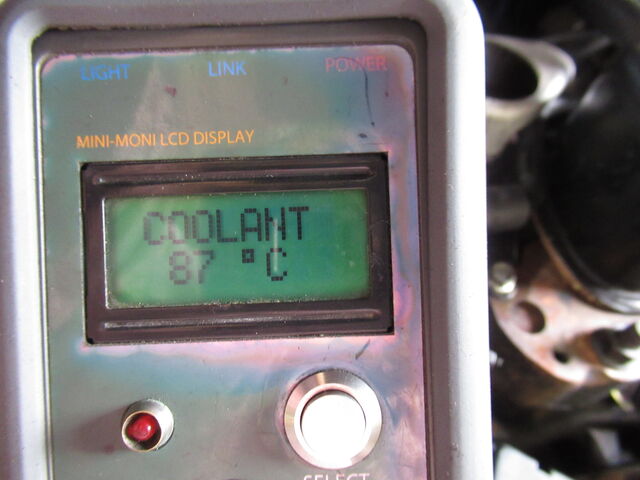 LIGHT LINK POWER
MINI-MONI LCD DISPLAY
COOLANT
87 °C
SELECT